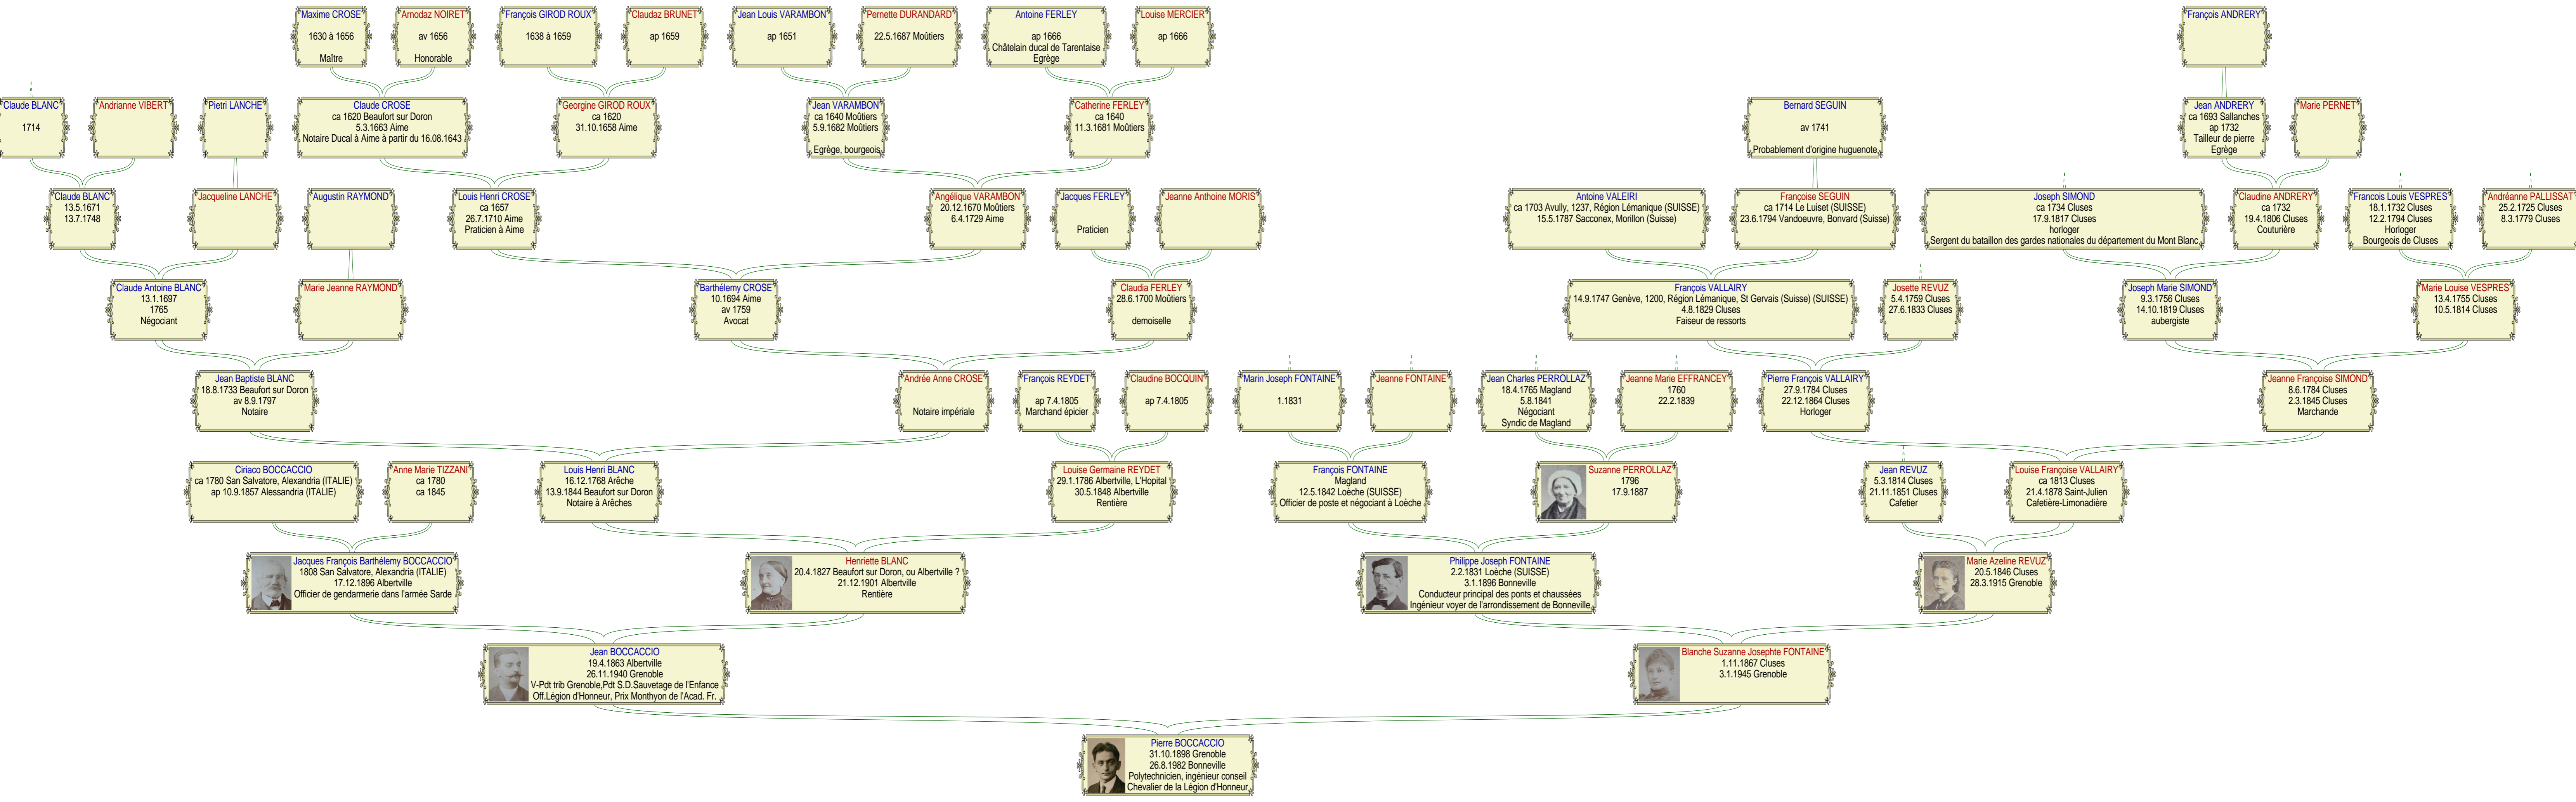 Maxime CROSE
1630 à 1656
Maître
Arnodaz NOIRET
av 1656
Honorable
François GIROD ROUX
1638 à 1659
Claudaz BRUNET
ap 1659
Jean Louis VARAMBON
ap 1651
Pernette DURANDARD
22.5.1687 Moûtiers
Antoine FERLEY
ap 1666
Châtelain ducal de Tarentaise
Egrège
Louise MERCIER
ap 1666
François ANDRERY
Claude BLANC
1714
Andrianne VIBERT
Pietri LANCHE
Claude CROSE
ca 1620 Beaufort sur Doron
5.3.1663 Aime
Notaire Ducal à Aime à partir du 16.08.1643
Georgine GIROD ROUX
ca 1620
31.10.1658 Aime
Jean VARAMBON
ca 1640 Moûtiers
5.9.1682 Moûtiers
Egrège, bourgeois
Catherine FERLEY
ca 1640
11.3.1681 Moûtiers
Bernard SEGUIN
av 1741
Probablement d'origine huguenote
Jean ANDRERY
ca 1693 Sallanches
ap 1732
Tailleur de pierre
Egrège
Marie PERNET
Claude BLANC
13.5.1671
13.7.1748
Jacqueline LANCHE
Augustin RAYMOND
Louis Henri CROSE
ca 1657
26.7.1710 Aime
Praticien à Aime
Angélique VARAMBON
20.12.1670 Moûtiers
6.4.1729 Aime
Jacques FERLEY
Praticien
Jeanne Anthoine MORIS
Antoine VALEIRI
ca 1703 Avully, 1237, Région Lémanique (SUISSE)
15.5.1787 Sacconex, Morillon (Suisse)
Françoise SEGUIN
ca 1714 Le Luiset (SUISSE)
23.6.1794 Vandoeuvre, Bonvard (Suisse)
Joseph SIMOND
ca 1734 Cluses
17.9.1817 Cluses
horloger
Sergent du bataillon des gardes nationales du département du Mont Blanc
Claudine ANDRERY
ca 1732
19.4.1806 Cluses
Couturière
Francois Louis VESPRES
18.1.1732 Cluses
12.2.1794 Cluses
Horloger
Bourgeois de Cluses
Andréanne PALLISSAT
25.2.1725 Cluses
8.3.1779 Cluses
Claude Antoine BLANC
13.1.1697
1765
Négociant
Marie Jeanne RAYMOND
Barthélemy CROSE
10.1694 Aime
av 1759
Avocat
Claudia FERLEY
28.6.1700 Moûtiers
demoiselle
François VALLAIRY
14.9.1747 Genève, 1200, Région Lémanique, St Gervais (Suisse) (SUISSE)
4.8.1829 Cluses
Faiseur de ressorts
Josette REVUZ
5.4.1759 Cluses
27.6.1833 Cluses
Joseph Marie SIMOND
9.3.1756 Cluses
14.10.1819 Cluses
aubergiste
Marie Louise VESPRES
13.4.1755 Cluses
10.5.1814 Cluses
Jean Baptiste BLANC
18.8.1733 Beaufort sur Doron
av 8.9.1797
Notaire
Andrée Anne CROSE
Notaire impériale
François REYDET
ap 7.4.1805
Marchand épicier
Claudine BOCQUIN
ap 7.4.1805
Marin Joseph FONTAINE
1.1831
Jeanne FONTAINE
Jean Charles PERROLLAZ
18.4.1765 Magland
5.8.1841
Négociant
Syndic de Magland
Jeanne Marie EFFRANCEY
1760
22.2.1839
Pierre François VALLAIRY
27.9.1784 Cluses
22.12.1864 Cluses
Horloger
Jeanne Françoise SIMOND
8.6.1784 Cluses
2.3.1845 Cluses
Marchande
Ciriaco BOCCACCIO
ca 1780 San Salvatore, Alexandria (ITALIE)
ap 10.9.1857 Alessandria (ITALIE)
Anne Marie TIZZANI
ca 1780
ca 1845
Louis Henri BLANC
16.12.1768 Arêche
13.9.1844 Beaufort sur Doron
Notaire à Arêches
Louise Germaine REYDET
29.1.1786 Albertville, L'Hopital
30.5.1848 Albertville
Rentière
François FONTAINE
Magland
12.5.1842 Loèche (SUISSE)
Officier de poste et négociant à Loèche
Suzanne PERROLLAZ
1796
17.9.1887
Jean REVUZ
5.3.1814 Cluses
21.11.1851 Cluses
Cafetier
Louise Françoise VALLAIRY
ca 1813 Cluses
21.4.1878 Saint-Julien
Cafetière-Limonadière
Jacques François Barthélemy BOCCACCIO
1808 San Salvatore, Alexandria (ITALIE)
17.12.1896 Albertville
Officier de gendarmerie dans l'armée Sarde
Henriette BLANC
20.4.1827 Beaufort sur Doron, ou Albertville ?
21.12.1901 Albertville
Rentière
Philippe Joseph FONTAINE
2.2.1831 Loèche (SUISSE)
3.1.1896 Bonneville
Conducteur principal des ponts et chaussées
Ingénieur voyer de l'arrondissement de Bonneville
Marie Azeline REVUZ
20.5.1846 Cluses
28.3.1915 Grenoble
Jean BOCCACCIO
19.4.1863 Albertville
26.11.1940 Grenoble
V-Pdt trib Grenoble,Pdt S.D.Sauvetage de l'Enfance
Off.Légion d'Honneur, Prix Monthyon de l'Acad. Fr.
Blanche Suzanne Josephte FONTAINE
1.11.1867 Cluses
3.1.1945 Grenoble
Pierre BOCCACCIO
31.10.1898 Grenoble
26.8.1982 Bonneville
Polytechnicien, ingénieur conseil
Chevalier de la Légion d'Honneur